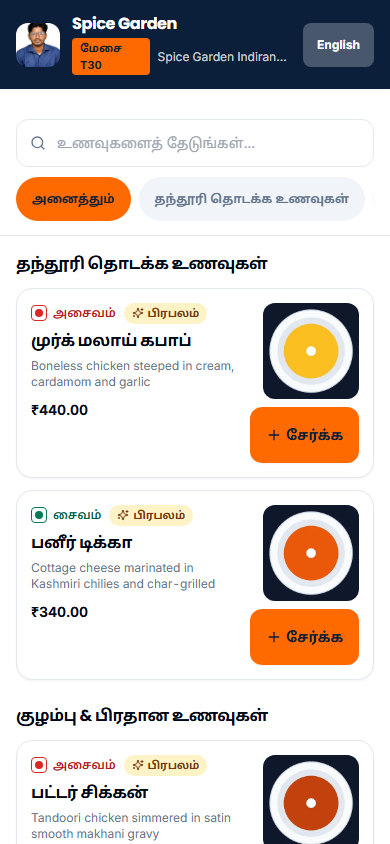 Spice Garden
மேசை
T30
Spice Garden Indiran...
English
உணவுகளைத் தேடுங்கள்...
அனைத்தும்
தந்தூரி தொடக்க உணவுகள்
தந்தூரி தொடக்க உணவுகள்
அசைவம்
பிரபலம்
முர்க் மலாய் கபாப்
Boneless chicken steeped in cream,
cardamom and garlic
₹440.00
+ சேர்க்க
சைவம்
பிரபலம்
பனீர் டிக்கா
Cottage cheese marinated in
Kashmiri chilies and char-grilled
₹340.00
+ சேர்க்க
குழம்பு & பிரதான உணவுகள்
அசைவம்
பிரபலம்
பட்டர் சிக்கன்
Tandoori chicken simmered in satin
smooth makhani gravy